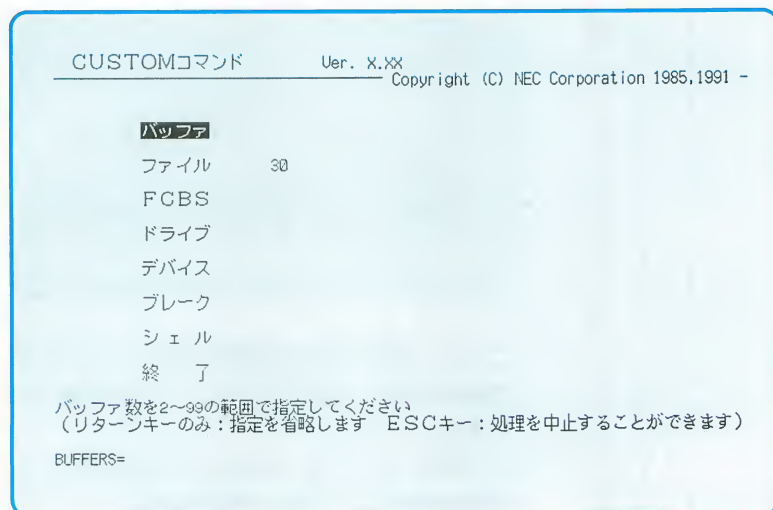 CUSTOMコマンド　　Ver. X.XX
Copyright (C) NEC Corporation 1985,1991 -
バッファ
ファイル　　30
ＦＣＢＳ
ドライブ
デバイス
ブレーク
シェル
終　了
バッファ数を2～99の範囲で指定してください
（リターンキーのみ：指定を省略します　ＥＳＣキー：処理を中止することができます）
BUFFERS=